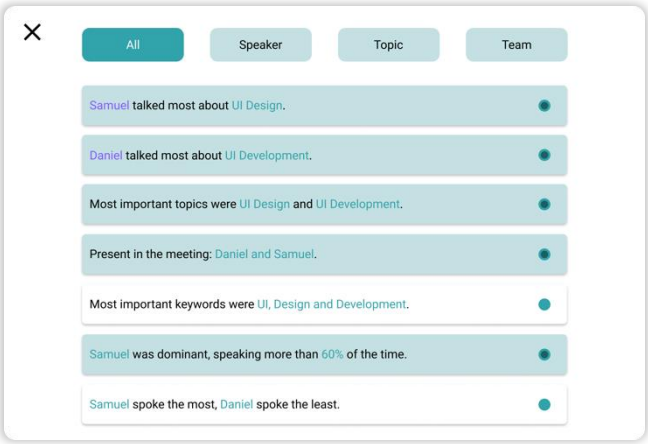 All
Speaker
Topic
Team
Samuel talked most about UI Design.
Daniel talked most about UI Development.
Most important topics were UI Design and UI Development.
Present in the meeting: Daniel and Samuel.
Most important keywords were UI, Design and Development.
Samuel was dominant, speaking more than 60% of the time.
Samuel spoke the most, Daniel spoke the least.